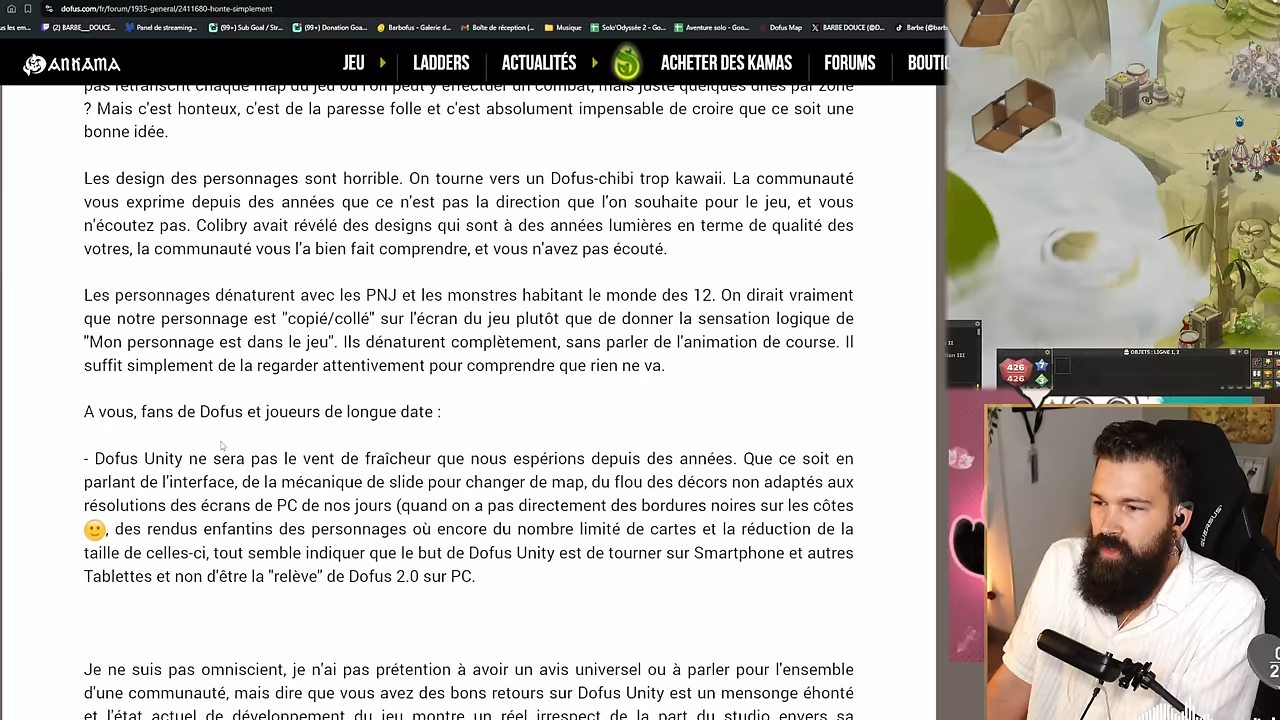 dofus.com/fr/forum/1935-general/2411680-honte-simplement
(2) BARBE__DOUCE...
Panel de streaming...
(99+) Sub Goal / Str...
(99+) Donation Goa...
Barbofus - Galerie d...
Boîte de réception (...
Musique
Solo'Odyssée 2 - Go...
Aventure solo - Goo...
Dofus Map
BARBE DOUCE (@D...
Barbe (@barb
ANKAMA
JEU
LADDERS
ACTUALITÉS
ACHETER DES KAMAS
FORUMS
BOUTIQ
pas retranscrit chaque map du jeu où l'on peut y effectuer un combat, mais juste quelques unes par zone
? Mais c'est honteux, c'est de la paresse folle et c'est absolument impensable de croire que ce soit une
bonne idée.
Les design des personnages sont horrible. On tourne vers un Dofus-chibi trop kawaii. La communauté
vous exprime depuis des années que ce n'est pas la direction que l'on souhaite pour le jeu, et vous
n'écoutez pas. Colibry avait révélé des designs qui sont à des années lumières en terme de qualité des
votres, la communauté vous l'a bien fait comprendre, et vous n'avez pas écouté.
Les personnages dénaturent avec les PNJ et les monstres habitant le monde des 12. On dirait vraiment
que notre personnage est "copié/collé" sur l'écran du jeu plutôt que de donner la sensation logique de
"Mon personnage est dans le jeu". Ils dénaturent complètement, sans parler de l'animation de course. Il
suffit simplement de la regarder attentivement pour comprendre que rien ne va.
A vous, fans de Dofus et joueurs de longue date :
- Dofus Unity ne sera pas le vent de fraîcheur que nous espérions depuis des années. Que ce soit en
parlant de l'interface, de la mécanique de slide pour changer de map, du flou des décors non adaptés aux
résolutions des écrans de PC de nos jours (quand on a pas directement des bordures noires sur les côtes
🙂, des rendus enfantins des personnages où encore du nombre limité de cartes et la réduction de la
taille de celles-ci, tout semble indiquer que le but de Dofus Unity est de tourner sur Smartphone et autres
Tablettes et non d'être la "relève" de Dofus 2.0 sur PC.
Je ne suis pas omniscient, je n'ai pas prétention à avoir un avis universel ou à parler pour l'ensemble
d'une communauté, mais dire que vous avez des bons retours sur Dofus Unity est un mensonge éhonté
et l'état actuel de développement du jeu montre un réel irrespect de la part du studio envers sa
426
426
OBJETS : LIGNE 1, 2